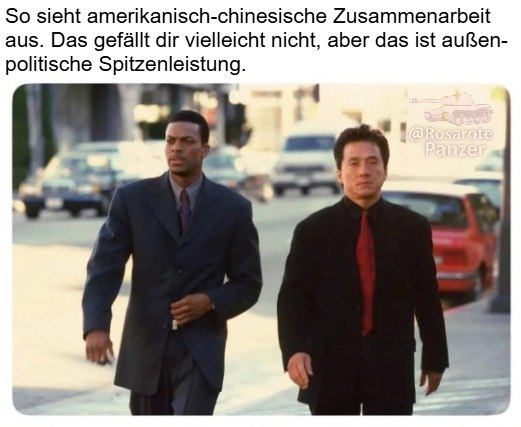 So sieht amerikanisch-chinesische Zusammenarbeit
aus. Das gefällt dir vielleicht nicht, aber das ist außen-
politische Spitzenleistung.
@Rosarote
Panzer